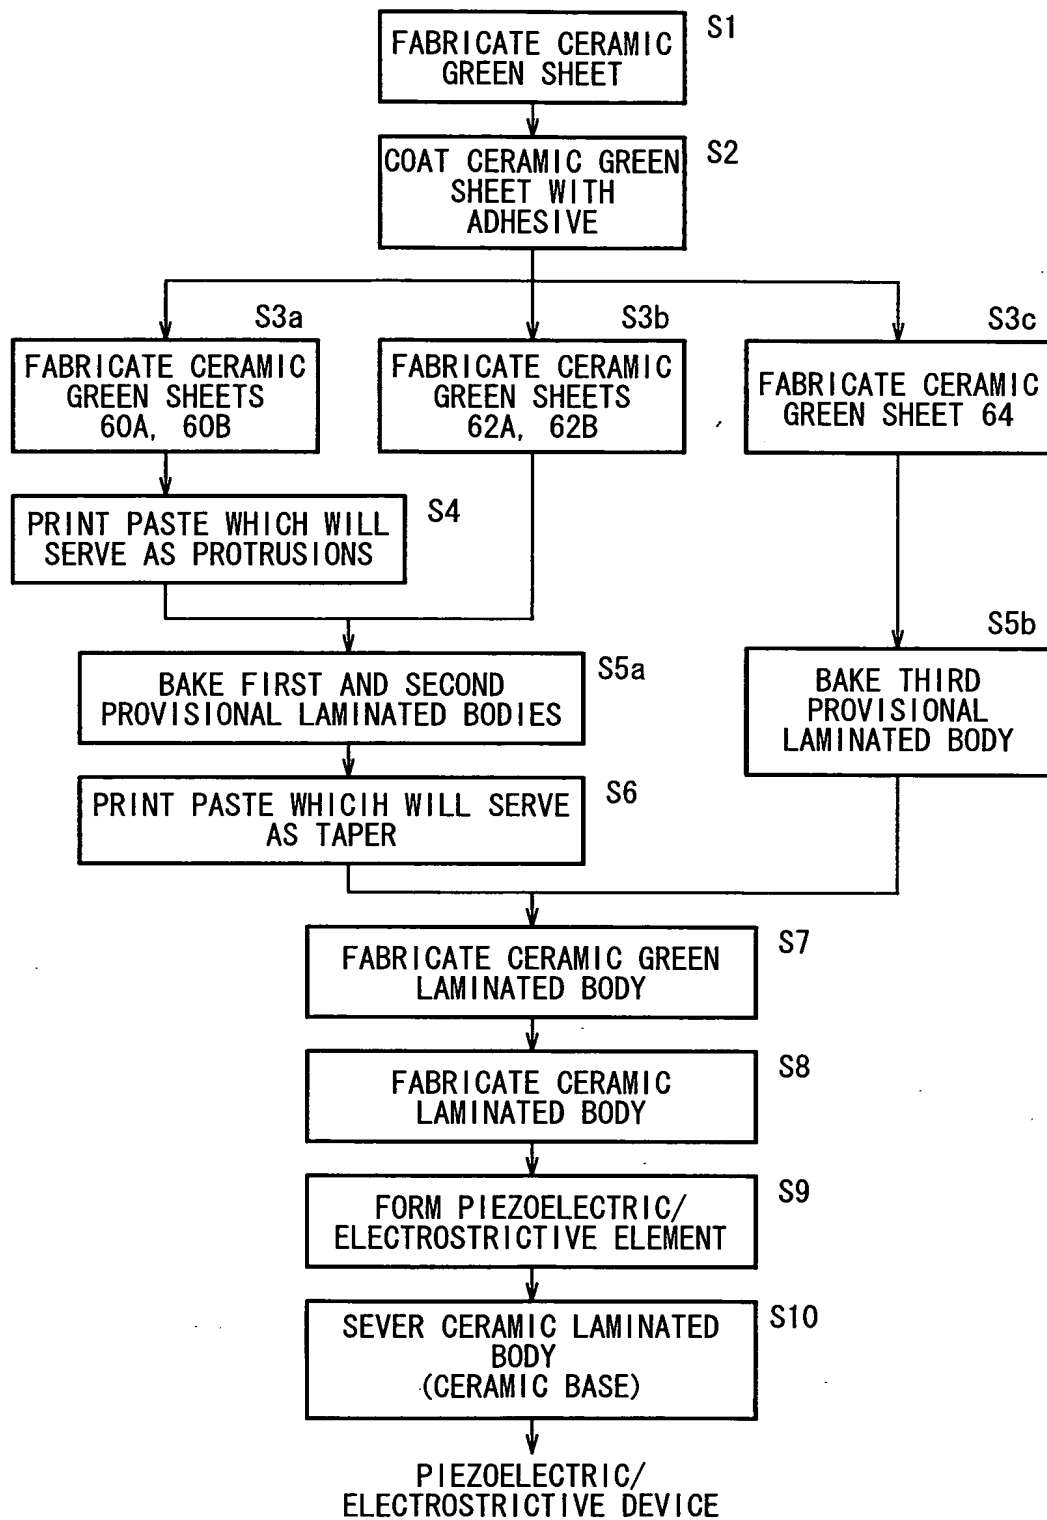 S1
FABRICATE CERAMIC
GREEN SHEET
S2
COAT CERAMIC GREEN
SHEET WITH
ADHESIVE
S3a
FABRICATE CERAMIC
GREEN SHEETS
60A, 60B
S3b
FABRICATE CERAMIC
GREEN SHEETS
62A, 62B
S3c
FABRICATE CERAMIC
GREEN SHEET 64
S4
PRINT PASTE WHICH WILL
SERVE AS PROTRUSIONS
S5a
BAKE FIRST AND SECOND
PROVISIONAL LAMINATED BODIES
S5b
BAKE THIRD
PROVISIONAL
LAMINATED BODY
S6
PRINT PASTE WHICIH WILL SERVE
AS TAPER
S7
FABRICATE CERAMIC GREEN
LAMINATED BODY
S8
FABRICATE CERAMIC
LAMINATED BODY
S9
FORM PIEZOELECTRIC/
ELECTROSTRICTIVE ELEMENT
S10
SEVER CERAMIC LAMINATED
BODY
(CERAMIC BASE)
PIEZOELECTRIC/
ELECTROSTRICTIVE DEVICE